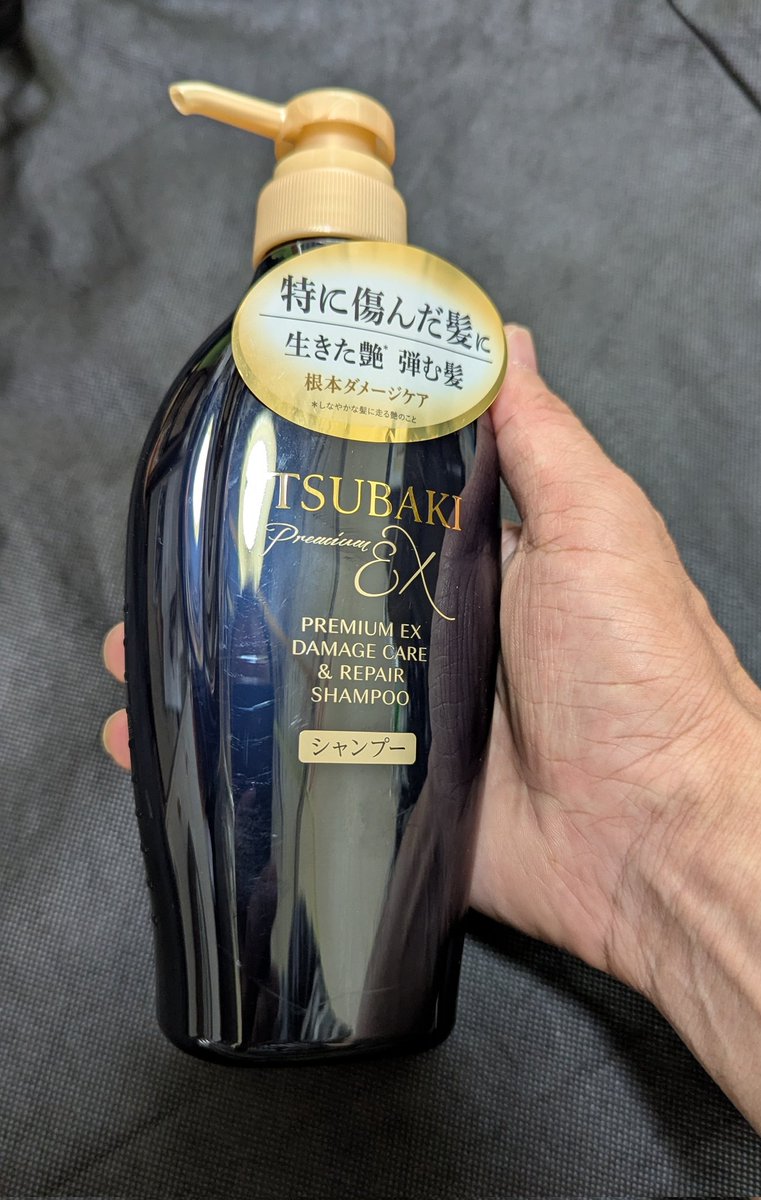 特に傷んだ髪に
生きた艶* 弾む髪
根本ダメージケア
*しなやかな髪に走る艶のこと
TSUBAKI
Premium EX
PREMIUM EX
DAMAGE CARE
& REPAIR
SHAMPOO
シャンプー